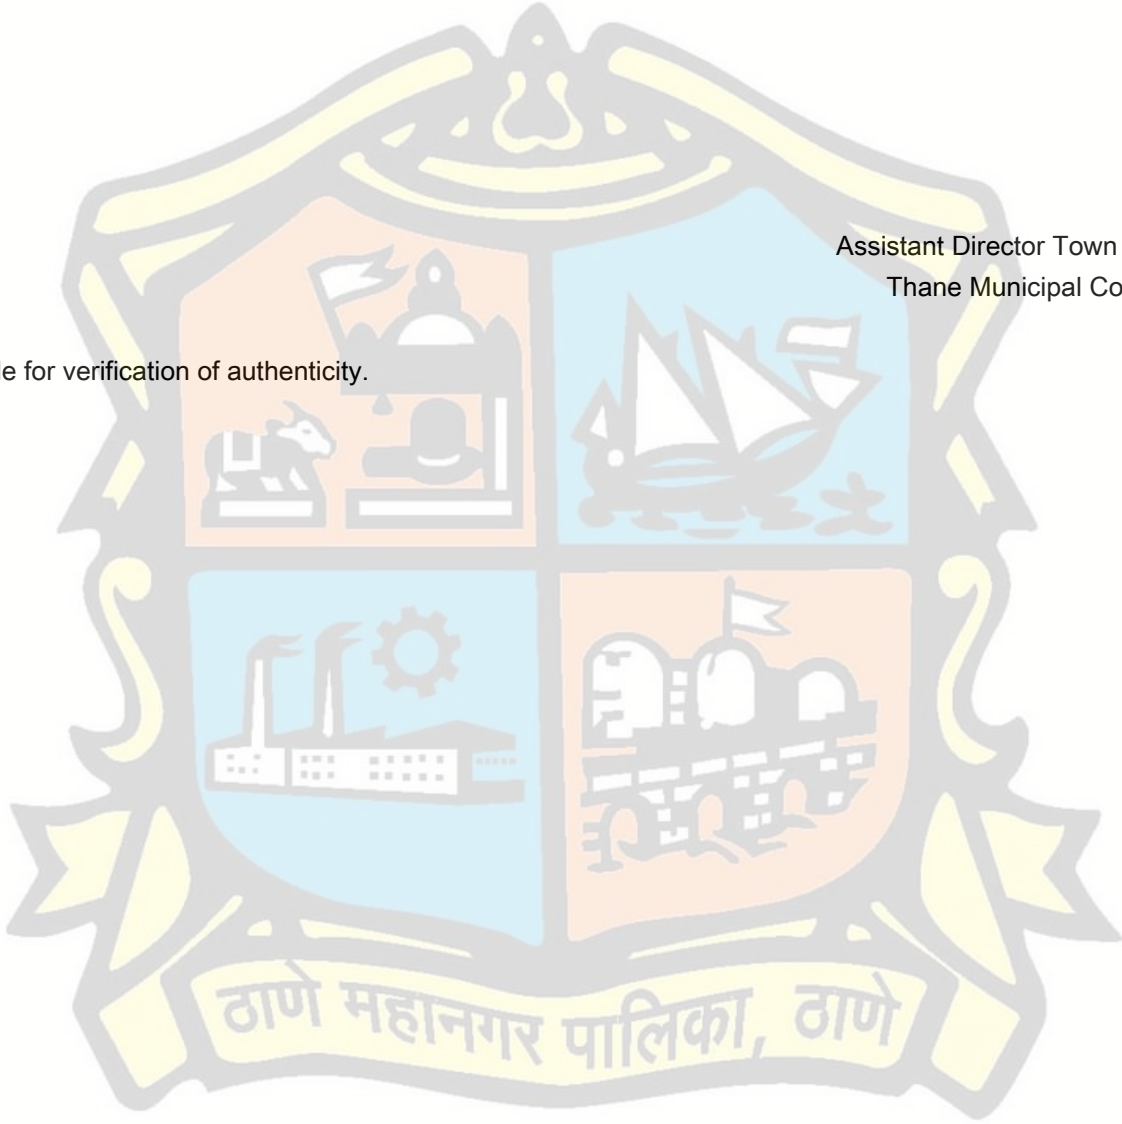 Assistant Director Town
Thane Municipal Co
le for verification of authenticity.
ठाणे महानगर पालिका, ठाणे